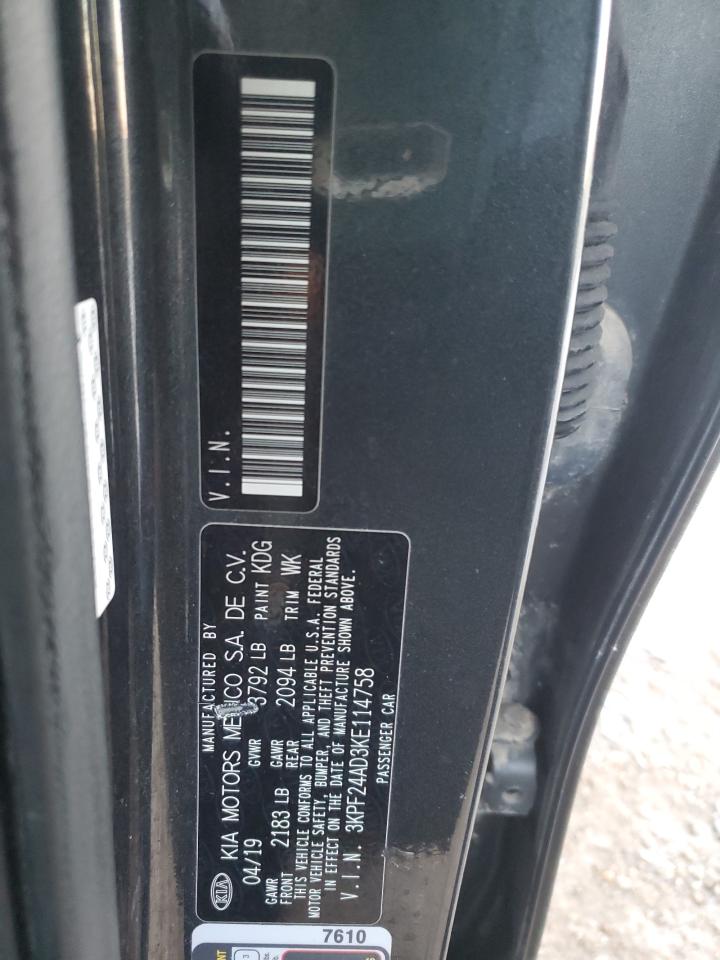 V.I.N.
MANUFACTURED BY
KIA KIA MOTORS MEXICO S.A. DE C.V.
04/19 GVWR 3792 LB PAINT KDG
GAWR FRONT 2183 LB GAWR REAR 2094 LB TRIM WK
THIS VEHICLE CONFORMS TO ALL APPLICABLE U.S.A. FEDERAL
MOTOR VEHICLE SAFETY, BUMPER, AND THEFT PREVENTION STANDARDS
IN EFFECT ON THE DATE OF MANUFACTURE SHOWN ABOVE.
V.I.N. 3KPF24AD3KE114758
PASSENGER CAR
7610